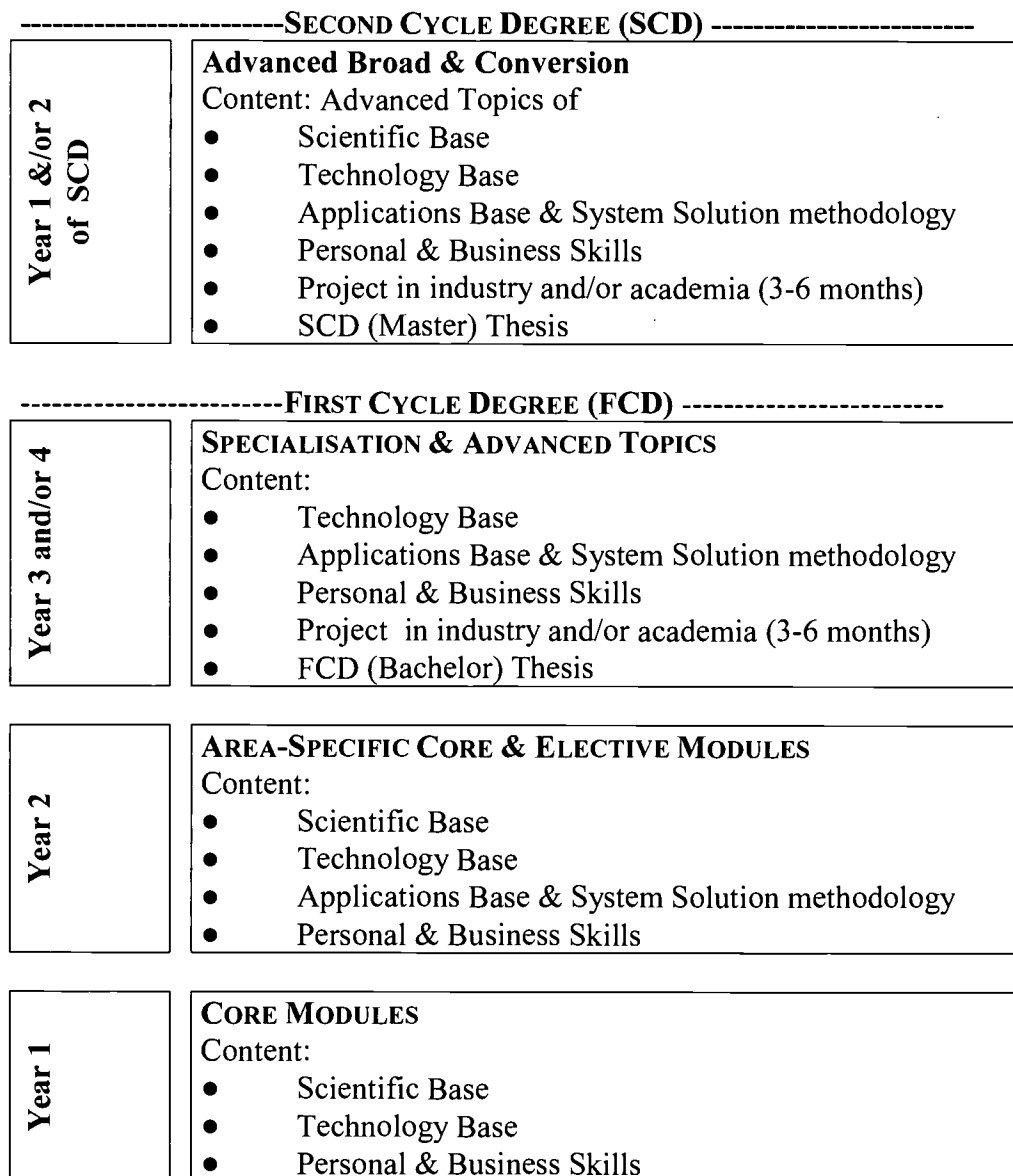 -------------------------SECOND CYCLE DEGREE (SCD) -------------------------
Year 1 &/or 2
of SCD
Advanced Broad & Conversion
Content: Advanced Topics of
● Scientific Base
● Technology Base
● Applications Base & System Solution methodology
● Personal & Business Skills
● Project in industry and/or academia (3-6 months)
● SCD (Master) Thesis
-------------------------FIRST CYCLE DEGREE (FCD) -------------------------
Year 3 and/or 4
SPECIALISATION & ADVANCED TOPICS
Content:
● Technology Base
● Applications Base & System Solution methodology
● Personal & Business Skills
● Project in industry and/or academia (3-6 months)
● FCD (Bachelor) Thesis
Year 2
AREA-SPECIFIC CORE & ELECTIVE MODULES
Content:
● Scientific Base
● Technology Base
● Applications Base & System Solution methodology
● Personal & Business Skills
Year 1
CORE MODULES
Content:
● Scientific Base
● Technology Base
● Personal & Business Skills